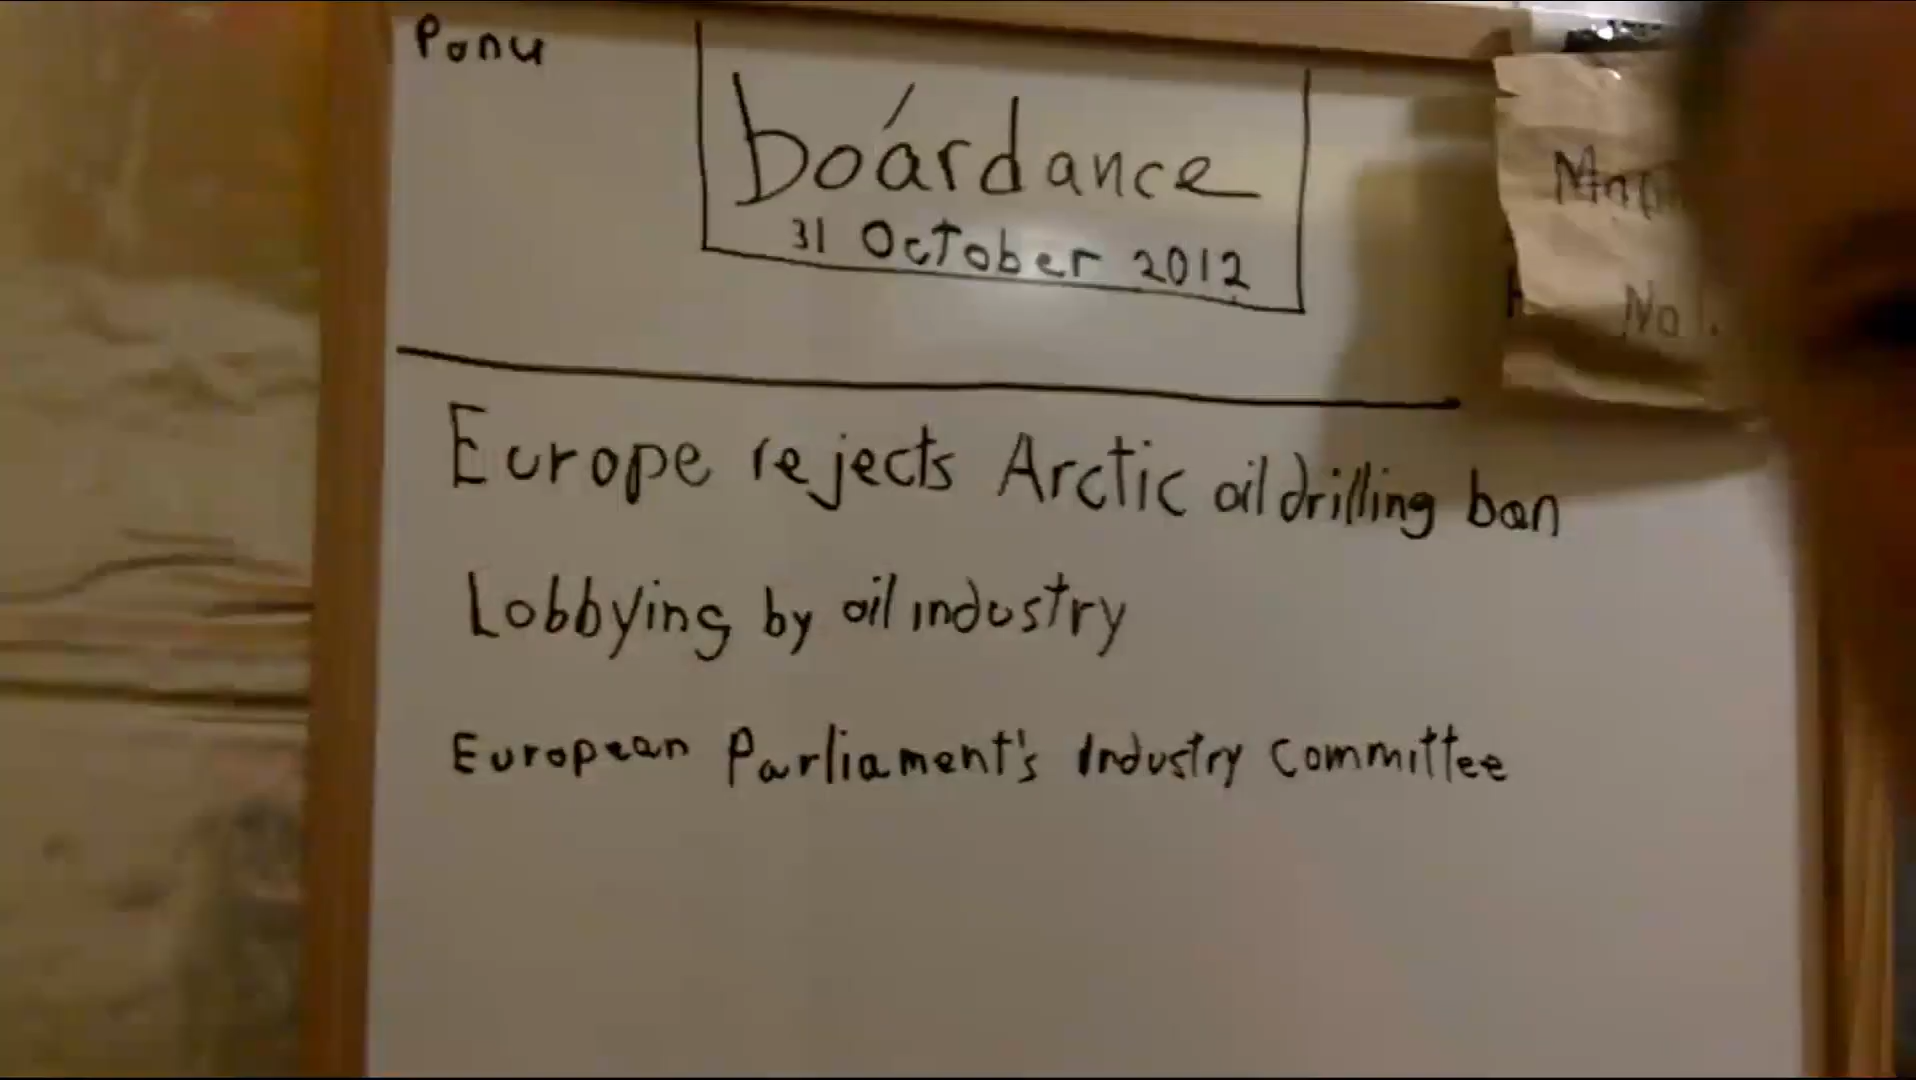 Ponu
boárdance
31 October 2012
Europe rejects Arctic oil drilling ban
Lobbying by oil industry
European Parliament's Industry Committee
No.